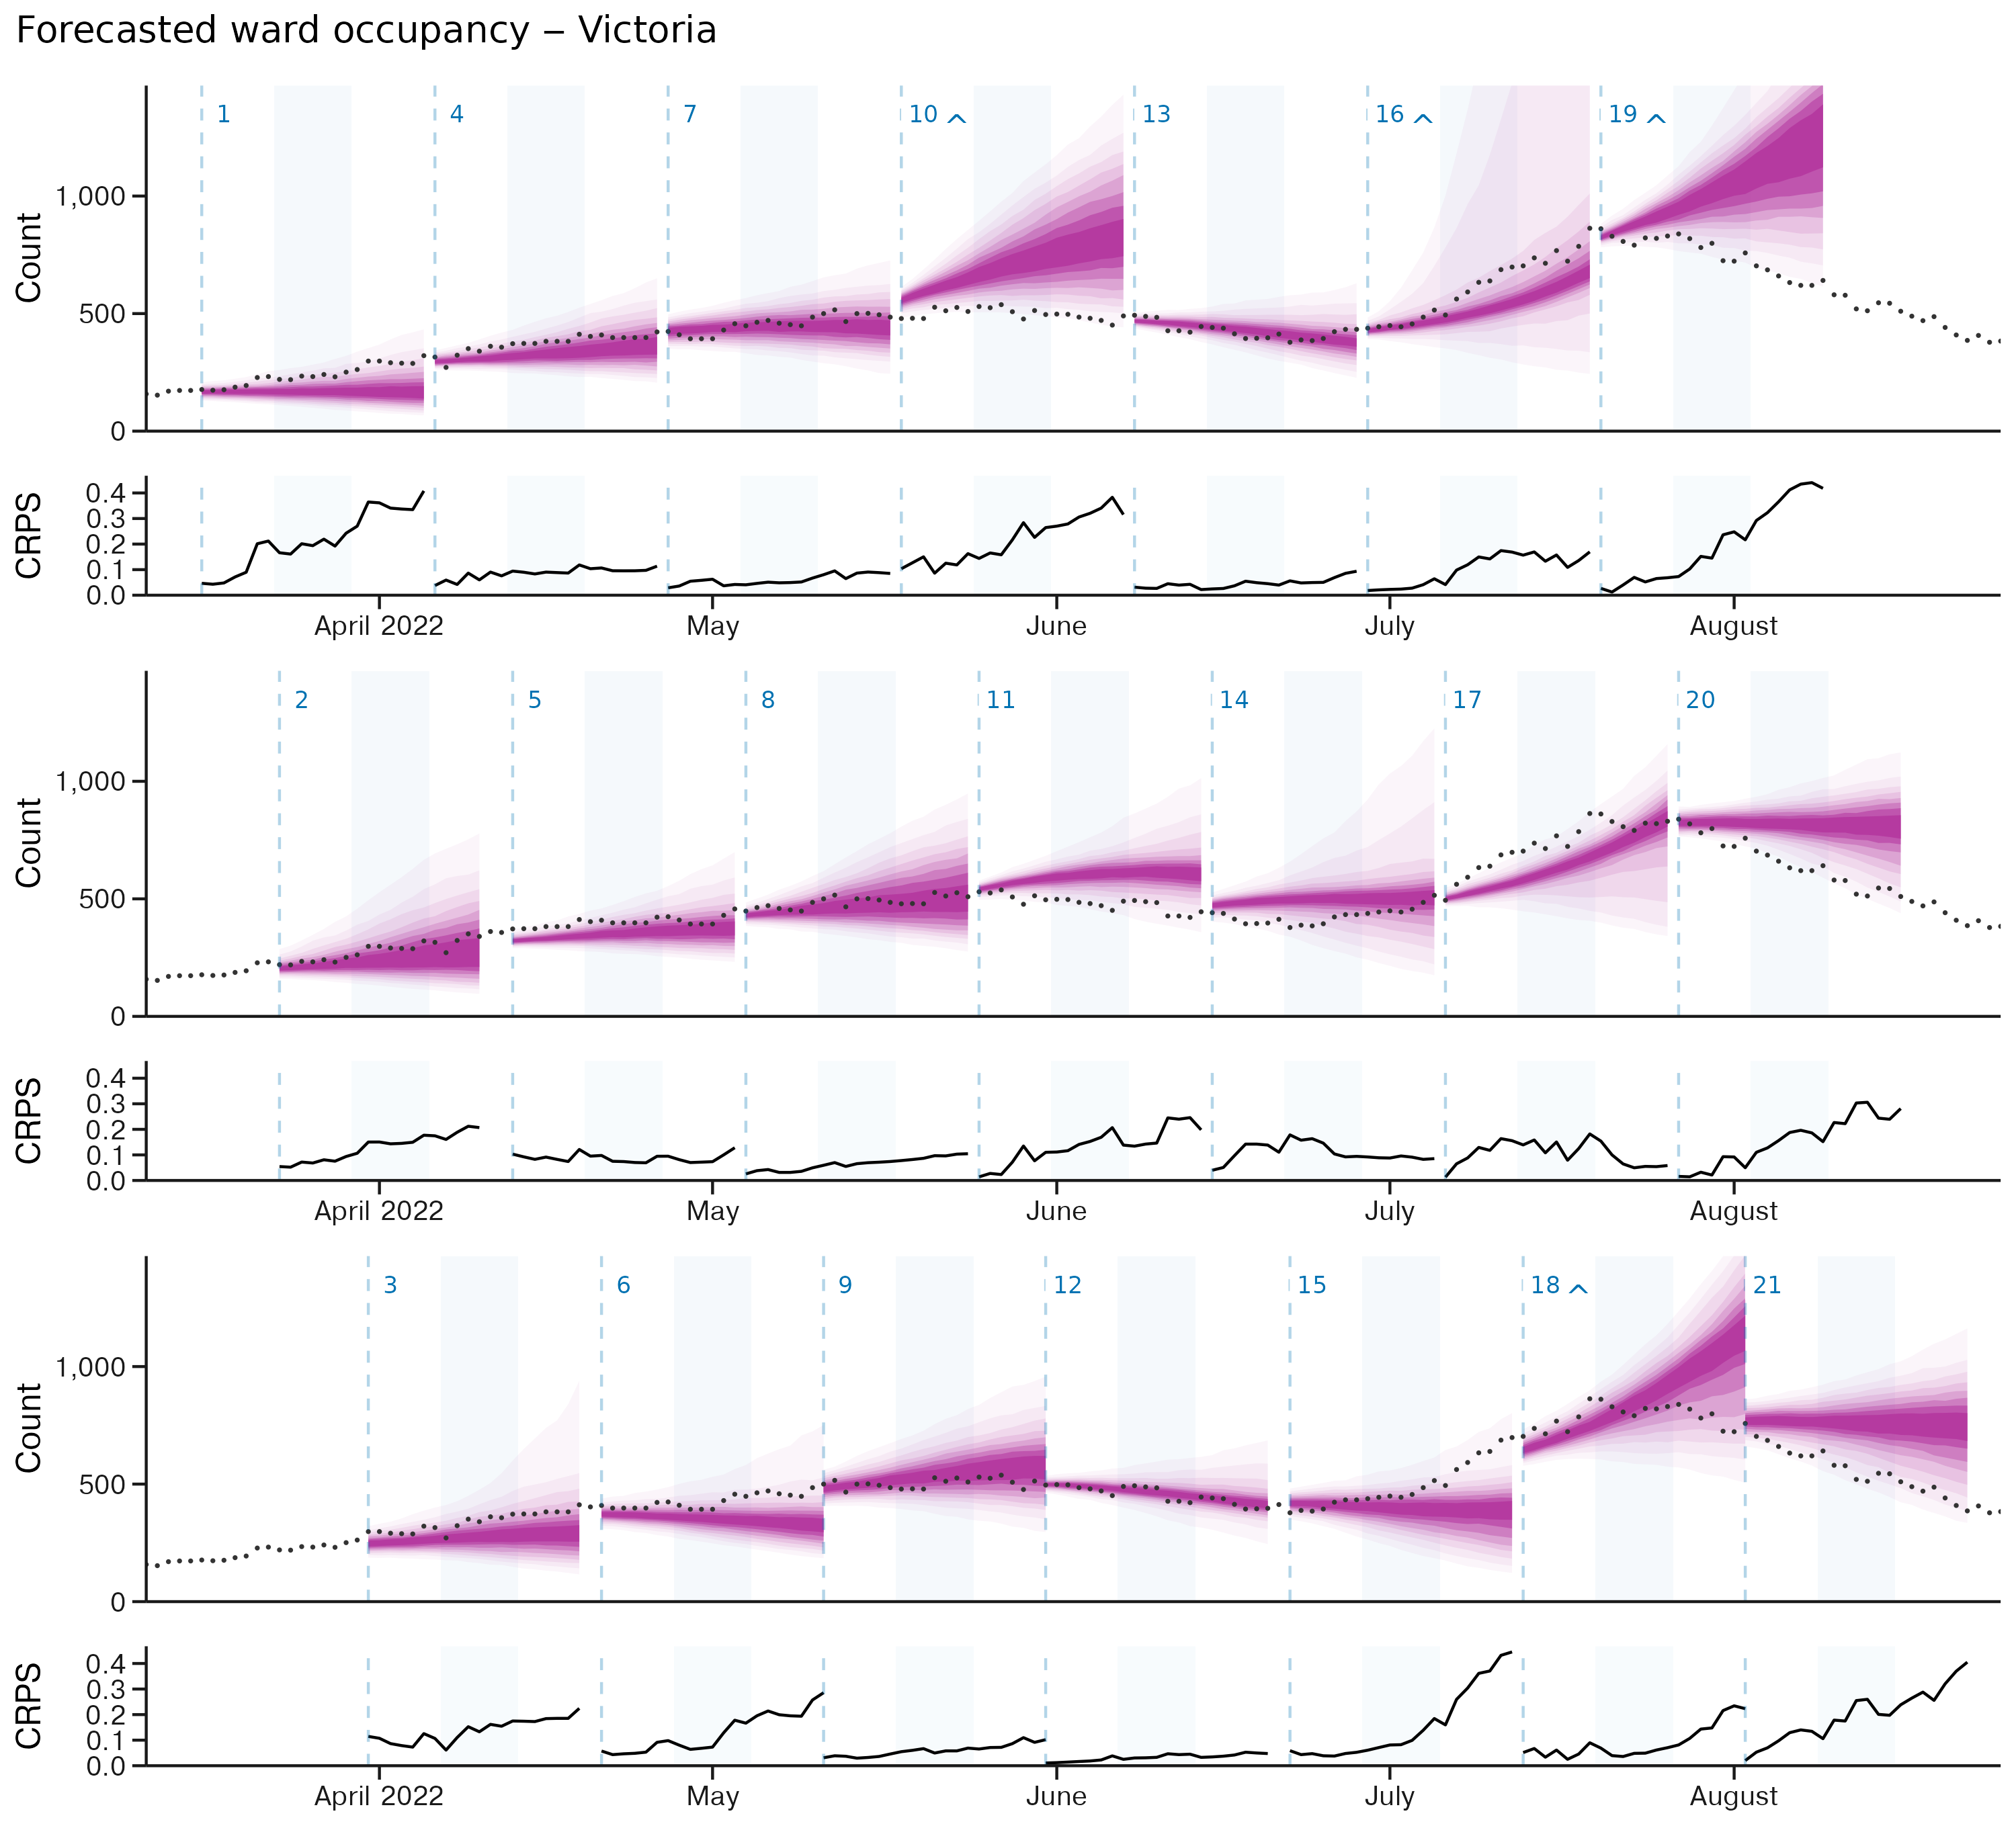 Forecasted ward occupancy – Victoria
1 4 7 10 ^ 13 16 ^ 19 ^
Count
1,000
500
0
CRPS
0.4
0.3
0.2
0.1
0.0
April 2022 May June July August
2 5 8 11 14 17 20
Count
1,000
500
0
CRPS
0.4
0.3
0.2
0.1
0.0
April 2022 May June July August
3 6 9 12 15 18 ^ 21
Count
1,000
500
0
CRPS
0.4
0.3
0.2
0.1
0.0
April 2022 May June July August